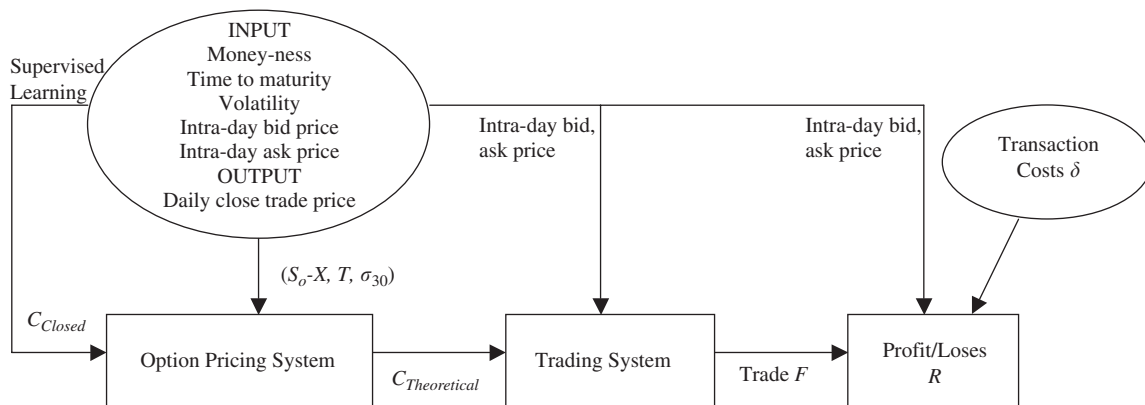 INPUT
Money-ness
Time to maturity
Volatility
Intra-day bid price
Intra-day ask price
OUTPUT
Daily close trade price
Supervised
Learning
Intra-day bid,
ask price
Intra-day bid,
ask price
Transaction
Costs δ
(Sₒ-X, T, σ₃₀)
C_Closed
Option Pricing System
C_Theoretical
Trading System
Trade F
Profit/Loses
R